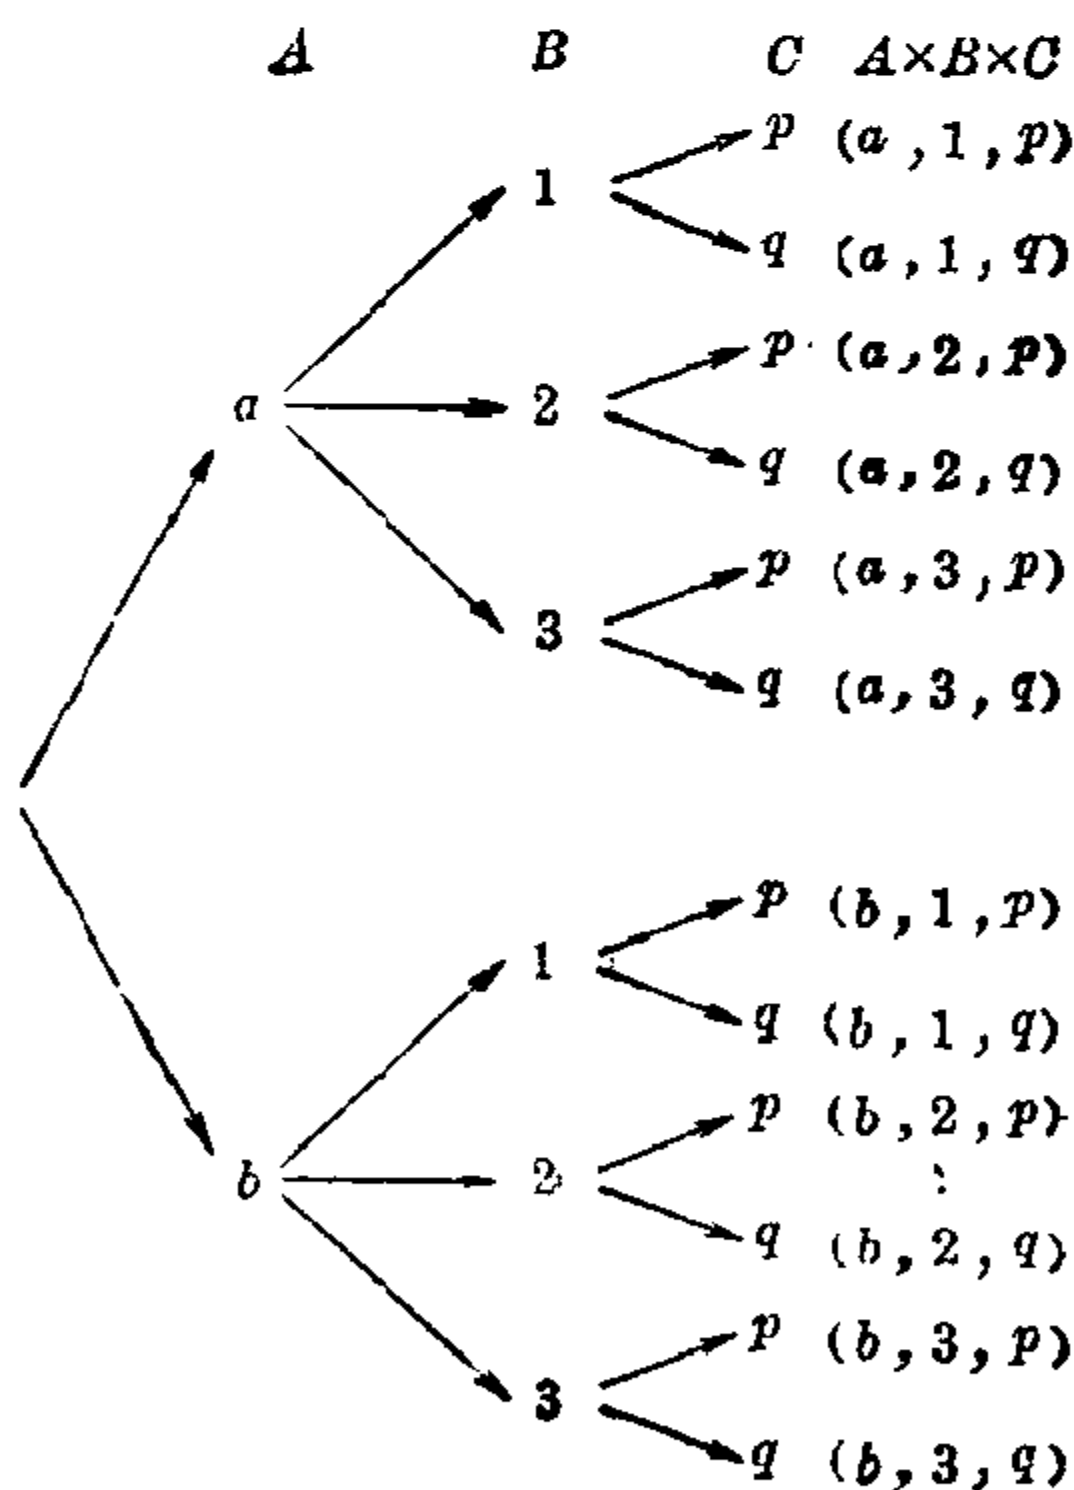 A B C A×B×C
p (a, 1, p)
1
q (a, 1, q)
p (a, 2, p)
a 2
q (a, 2, q)
p (a, 3, p)
3
q (a, 3, q)
p (b, 1, p)
1
q (b, 1, q)
p (b, 2, p)
b 2
q (b, 2, q)
p (b, 3, p)
3
q (b, 3, q)